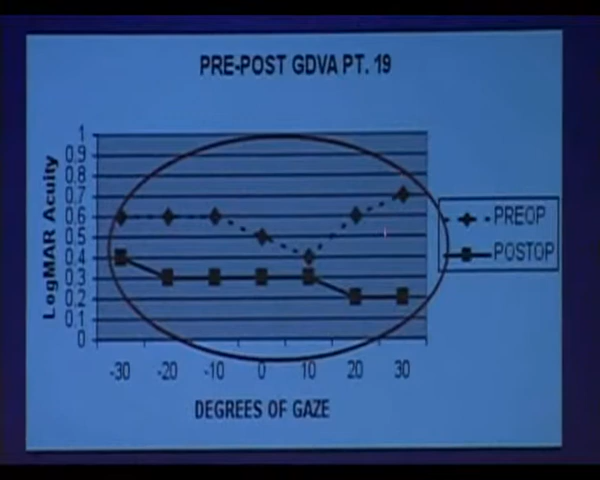 PRE-POST GDVA PT. 19
LogMAR Acuity
1
0.9
0.8
0.7
0.6
0.5
0.4
0.3
0.2
0.1
0
-30 -20 -10 0 10 20 30
DEGREES OF GAZE
PREOP
POSTOP